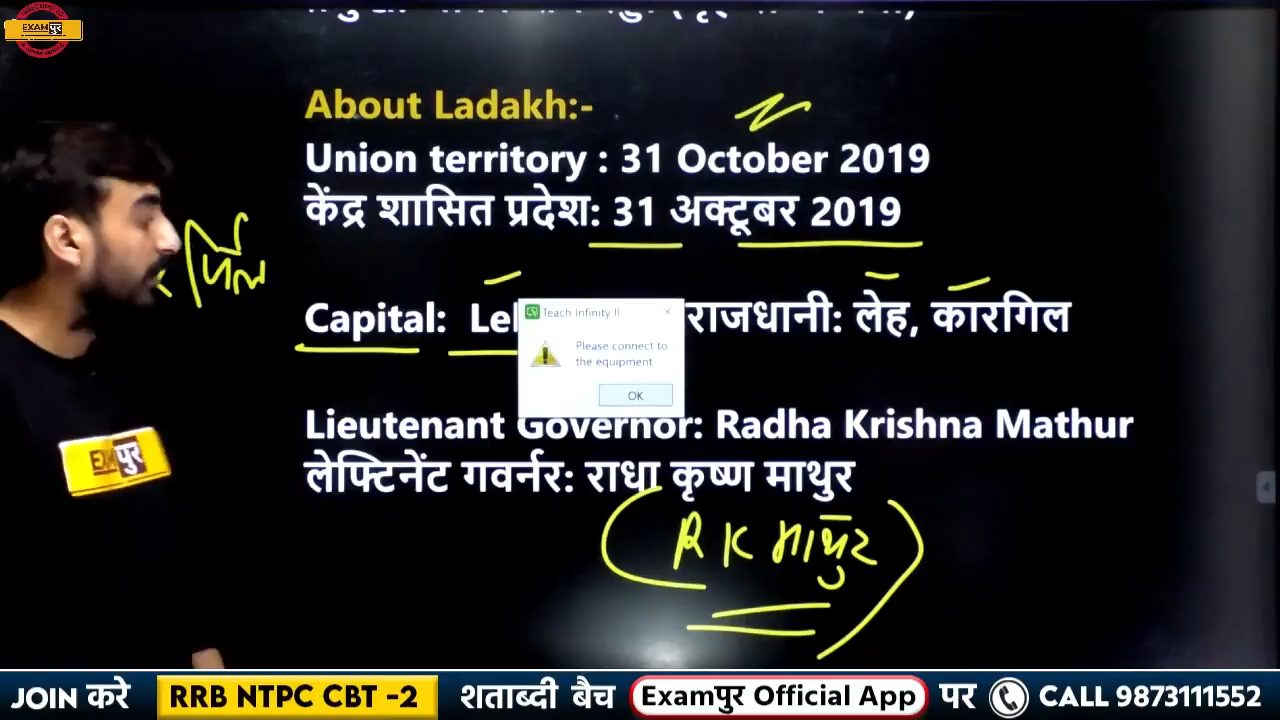 WELCOME TO
EXAMपुर
About Ladakh:-
Union territory : 31 October 2019
केंद्र शासित प्रदेश: 31 अक्टूबर 2019
Capital: Le राजधानी: लेह, कारगिल
Teach Infinity II
Please connect to
the equipment
OK
Lieutenant Governor: Radha Krishna Mathur
लेफ्टिनेंट गवर्नर: राधा कृष्ण माथुर
R K माथुर
EXAMपुर
JOIN करे RRB NTPC CBT -2 शताब्दी बैच Examपुर Official App पर CALL 9873111552